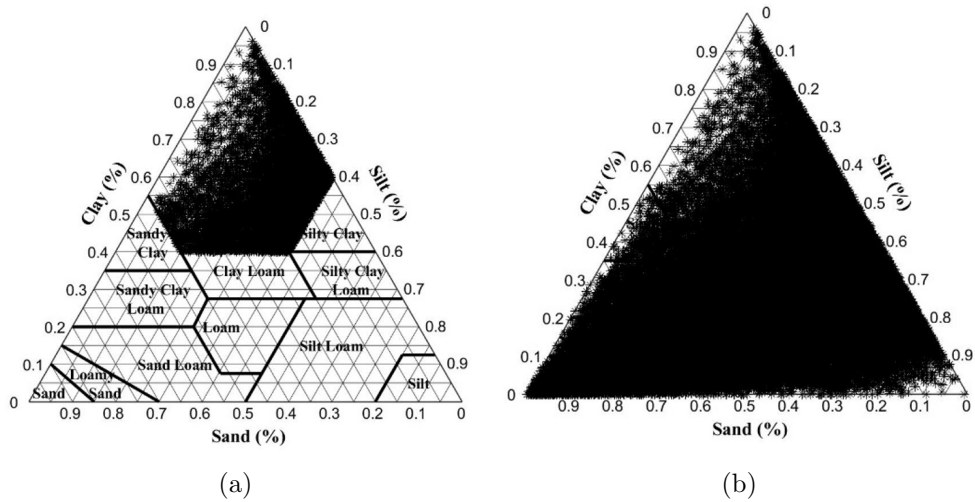 0
0.9
0.1
0.8
0.2
0.7
0.3
0.6
0.4
Clay (%)
Silt (%)
0.5
0.5
Sandy
Clay
Silty Clay
0.4
0.6
Clay Loam
Silty Clay
Loam
0.3
0.7
Sandy Clay
Loam
0.2
0.8
Loam
Silt Loam
Sand Loam
0.1
0.9
Loamy
Sand
Sand
Silt
0
0.9 0.8 0.7 0.6 0.5 0.4 0.3 0.2 0.1 0
Sand (%)
(a)
0
0.9
0.1
0.8
0.2
0.7
0.3
0.6
0.4
Clay (%)
Silt (%)
0.5
0.5
0.4
0.6
0.3
0.7
0.2
0.8
0.1
0.9
0
0.9 0.8 0.7 0.6 0.5 0.4 0.3 0.2 0.1 0
Sand (%)
(b)